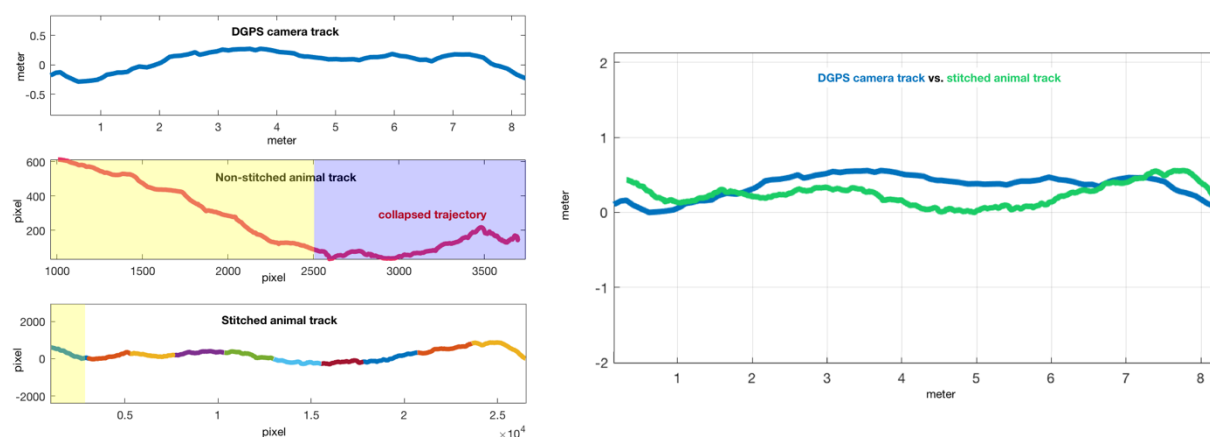 DGPS camera track
0.5
0
-0.5
meter
1 2 3 4 5 6 7 8
meter
Non-stitched animal track
collapsed trajectory
600
400
200
pixel
1000 1500 2000 2500 3000 3500
pixel
Stitched animal track
2000
0
-2000
pixel
0.5 1 1.5 2 2.5
×10⁴
pixel
DGPS camera track vs. stitched animal track
2
1
0
-1
-2
meter
1 2 3 4 5 6 7 8
meter